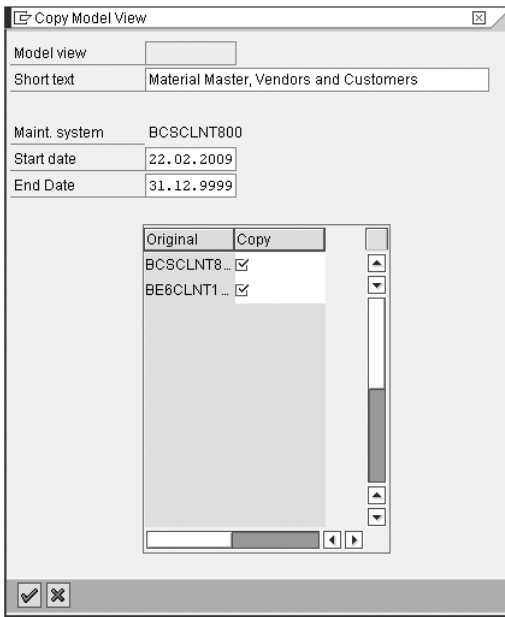 Copy Model View
Model view
Short text Material Master, Vendors and Customers
Maint. system BCSCLNT800
Start date 22.02.2009
End Date 31.12.9999
Original Copy
BCSCLNT8...
BE6CLNT1...